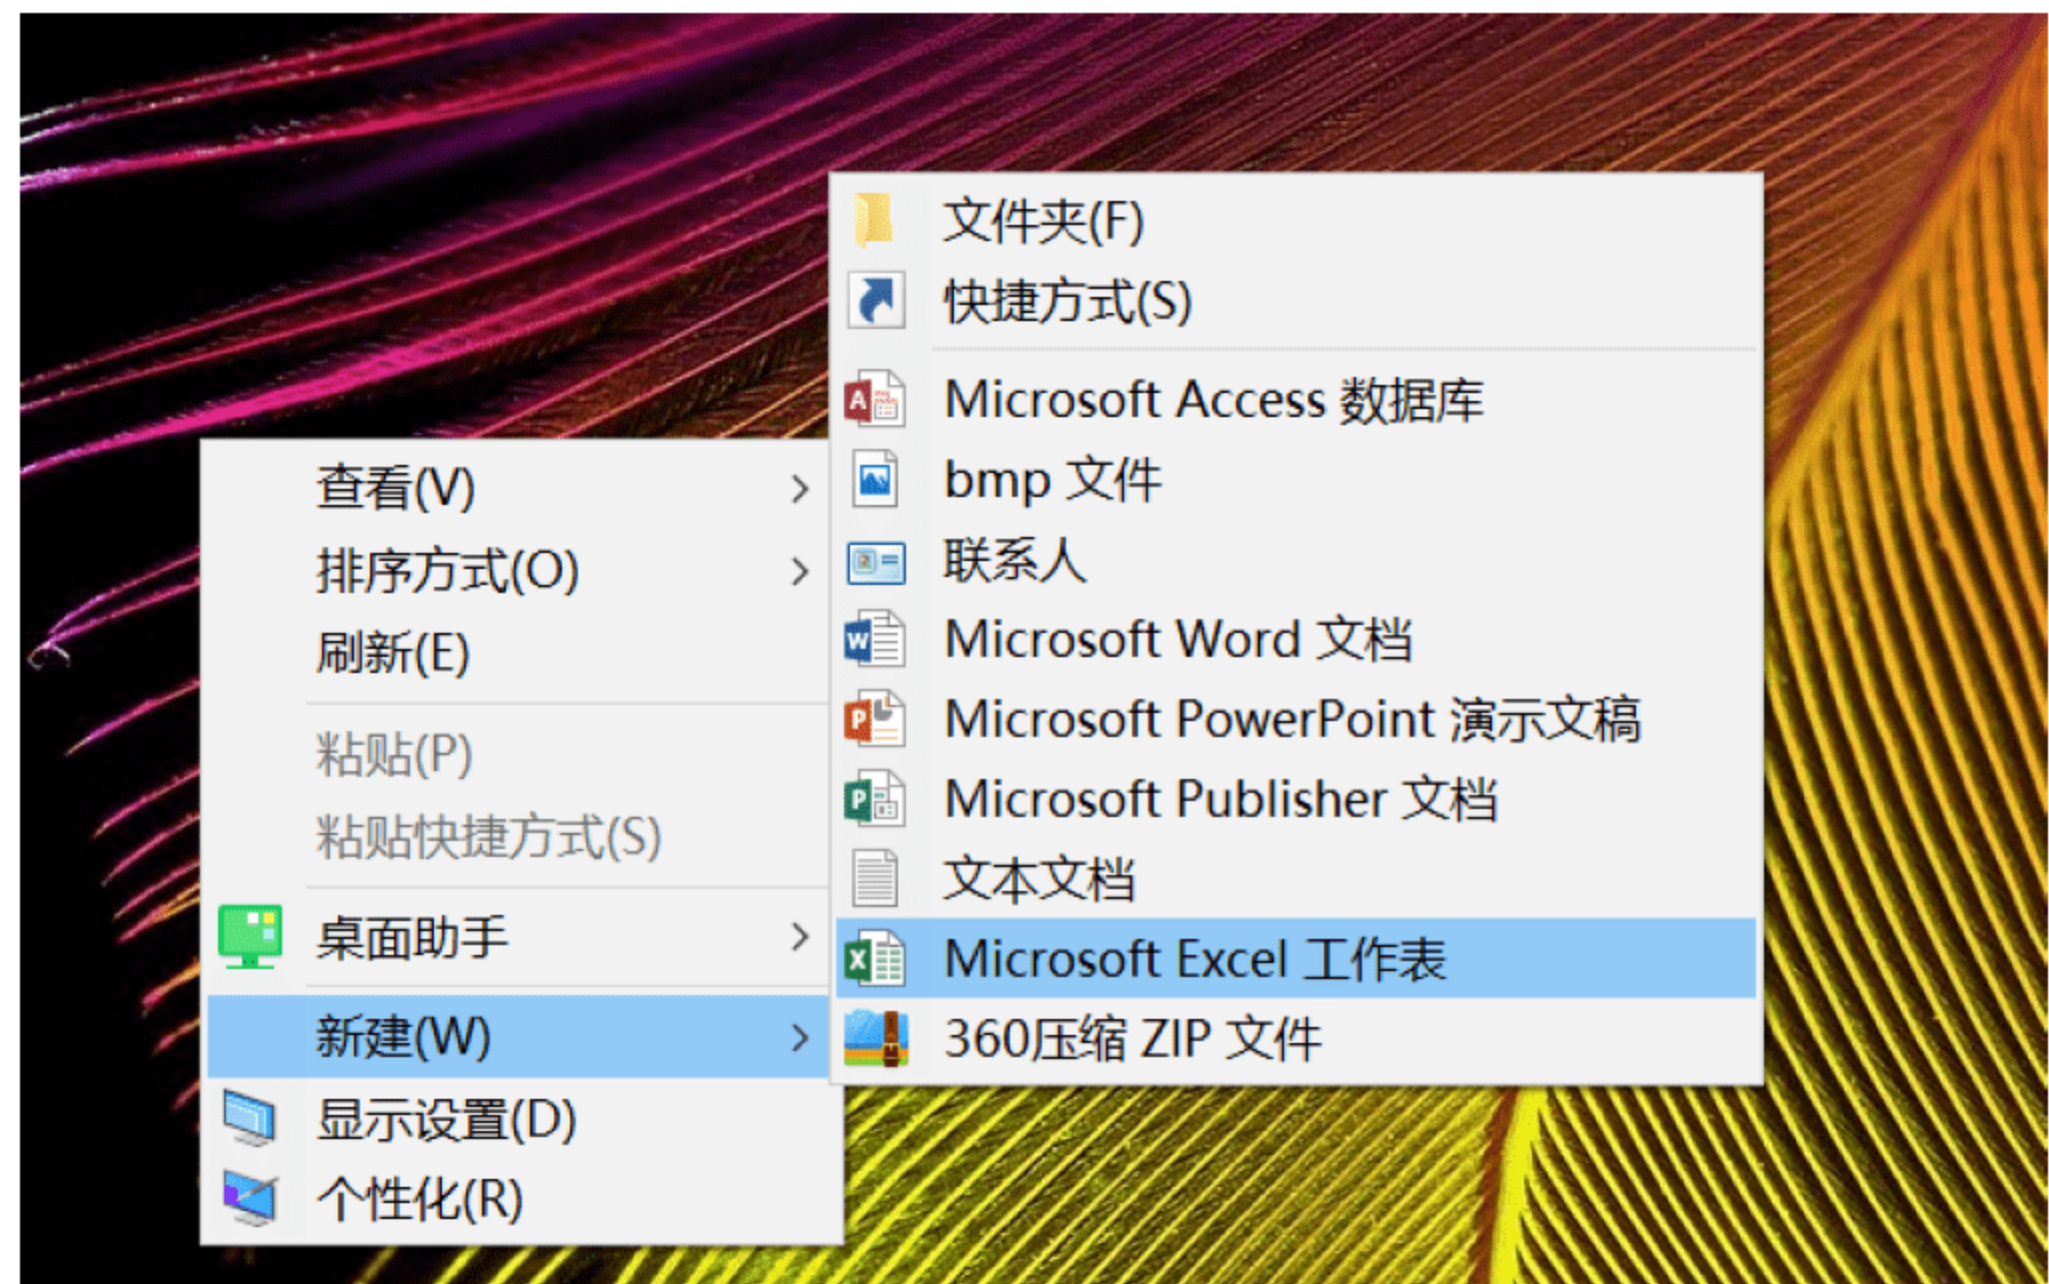 查看(V)
排序方式(O)
刷新(E)
粘贴(P)
粘贴快捷方式(S)
桌面助手
新建(W)
显示设置(D)
个性化(R)
文件夹(F)
快捷方式(S)
Microsoft Access 数据库
bmp 文件
联系人
Microsoft Word 文档
Microsoft PowerPoint 演示文稿
Microsoft Publisher 文档
文本文档
Microsoft Excel 工作表
360压缩 ZIP 文件